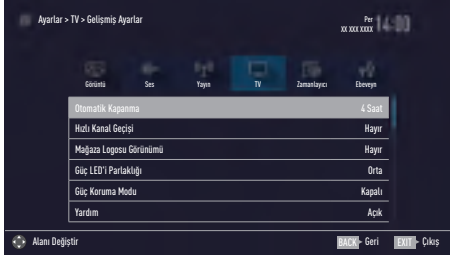 Ayarlar > TV > Gelişmiş Ayarlar
Per
xx xxx xxxx 14:00
Görüntü Ses Yayın TV Zamanlayıcı Ebeveyn
Otomatik Kapanma 4 Saat
Hızlı Kanal Geçişi Hayır
Mağaza Logosu Görünümü Hayır
Güç LED'i Parlaklığı Orta
Güç Koruma Modu Kapalı
Yardım Açık
Alanı Değiştir BACK Geri EXIT Çıkış